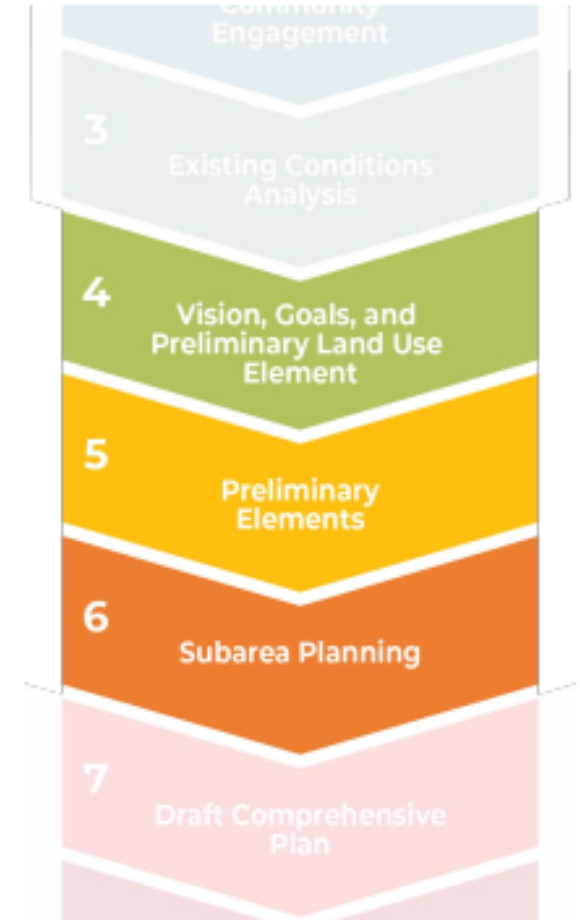 Community
Engagement
3
Existing Conditions
Analysis
4
Vision, Goals, and
Preliminary Land Use
Element
5
Preliminary
Elements
6
Subarea Planning
7
Draft Comprehensive
Plan